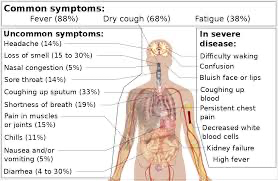 Common symptoms:
Fever (88%) Dry cough (68%) Fatigue (38%)
Uncommon symptoms:
Headache (14%)
Loss of smell (15 to 30%)
Nasal congestion (5%)
Sore throat (14%)
Coughing up sputum (33%)
Shortness of breath (19%)
Pain in muscles
or joints (15%)
Chills (11%)
Nausea and/or
vomiting (5%)
Diarrhea (4 to 30%)
In severe
disease:
Difficulty waking
Confusion
Bluish face or lips
Coughing up
blood
Persistent chest
pain
Decreased white
blood cells
Kidney failure
High fever